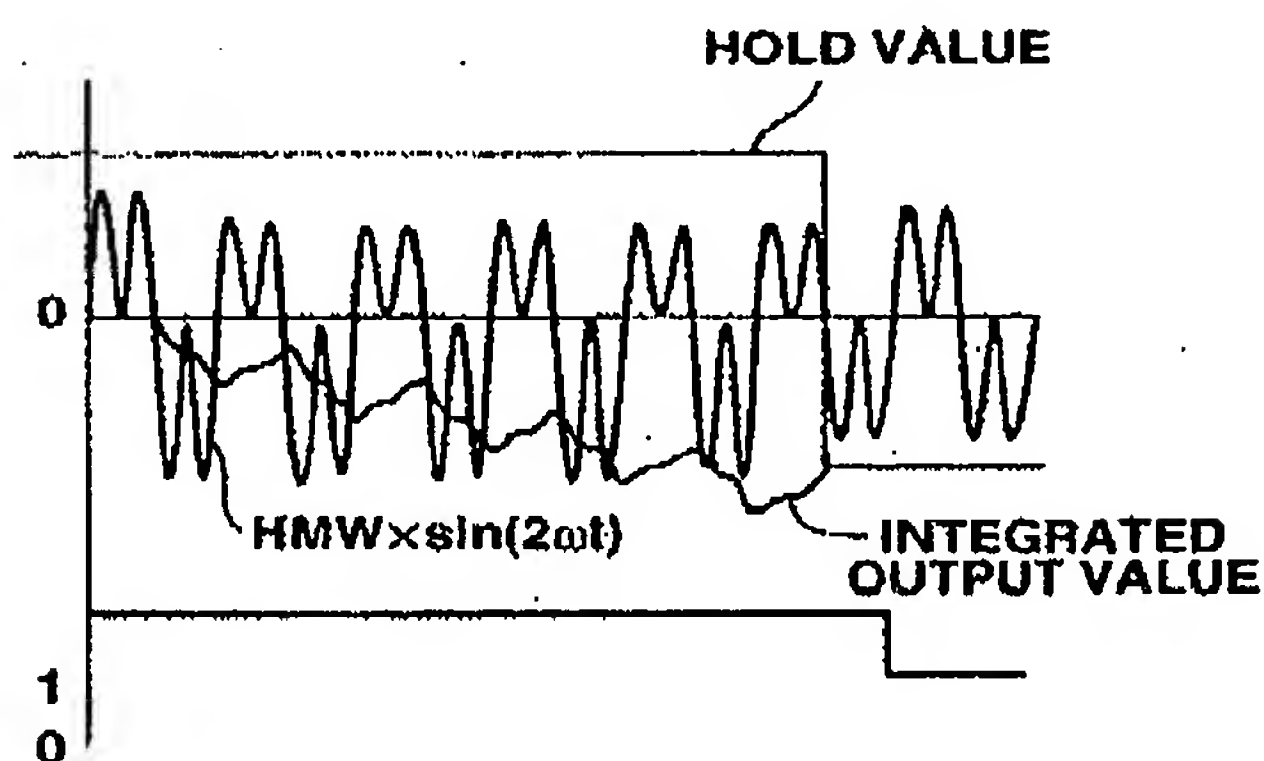 HOLD VALUE
0
HMW×sin(2ωt)
INTEGRATED
OUTPUT VALUE
1
0